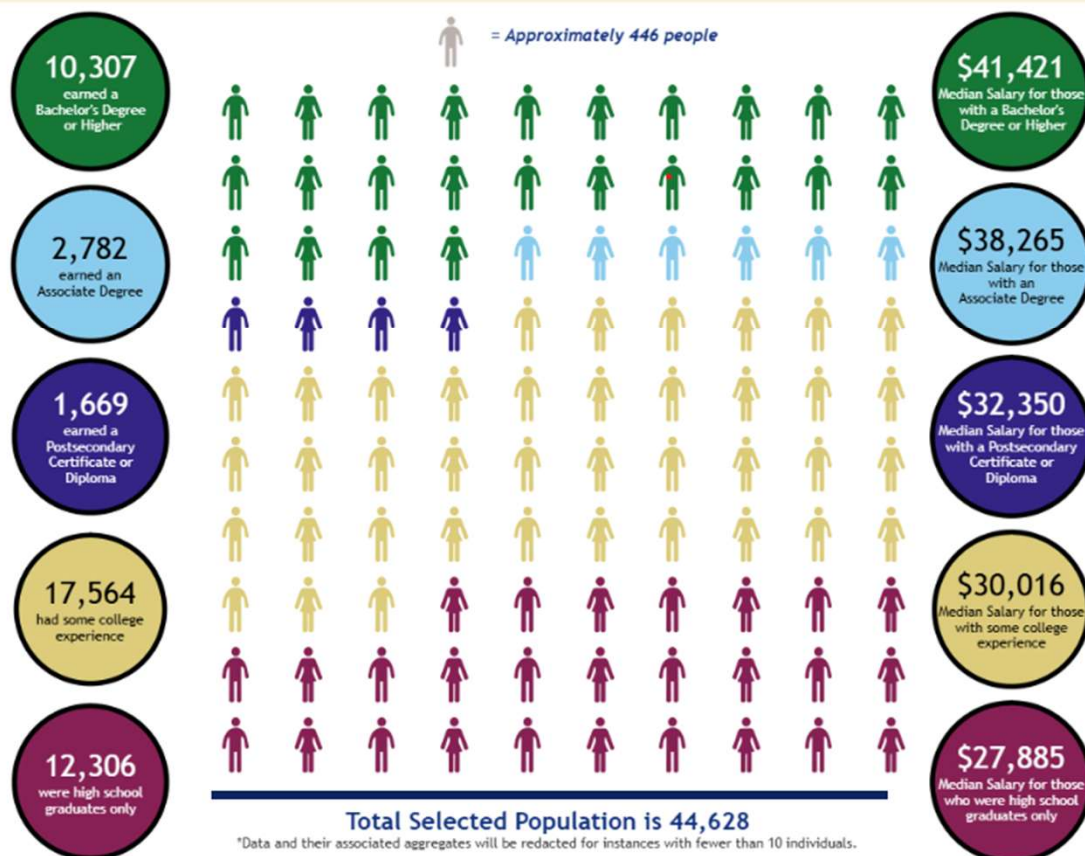 = Approximately 446 people
10,307
earned a
Bachelor's Degree
or Higher
2,782
earned an
Associate Degree
1,669
earned a
Postsecondary
Certificate or
Diploma
17,564
had some college
experience
12,306
were high school
graduates only
$41,421
Median Salary for those
with a Bachelor's
Degree or Higher
$38,265
Median Salary for those
with an
Associate Degree
$32,350
Median Salary for those
with a Postsecondary
Certificate or
Diploma
$30,016
Median Salary for those
with some college
experience
$27,885
Median Salary for those
who were high school
graduates only
Total Selected Population is 44,628
*Data and their associated aggregates will be redacted for instances with fewer than 10 individuals.